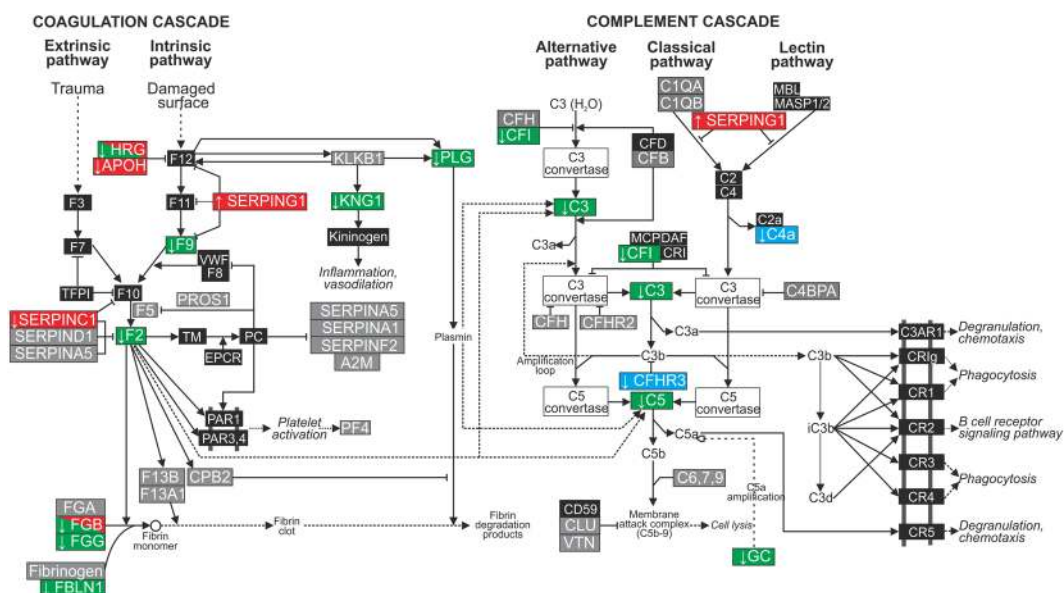 COAGULATION CASCADE
Extrinsic pathway
Intrinsic pathway
Trauma
Damaged surface
↓HRG
↓APOH
F12
KLKB1
↓PLG
F3
F11
↑ SERPING1
↓KNG1
F7
↓F9
Kininogen
VWF
F8
Inflammation, vasodilation
TFPI
F10
PROS1
F5
↓SERPINC1
SERPIND1
SERPINA5
↓F2
TM
PC
EPCR
SERPINA5
SERPINA1
SERPINF2
A2M
Plasmin
PAR1
PAR3,4
Platelet activation
PF4
F13B
F13A1
CPB2
FGA
↓ FGB
↓ FGG
Fibrin monomer
Fibrin clot
Fibrin degradation products
Fibrinogen
↓ FBLN1
COMPLEMENT CASCADE
Alternative pathway
Classical pathway
Lectin pathway
C3 (H₂O)
C1QA
C1QB
MBL
MASP1/2
↑ SERPING1
CFH
↓CFI
C3 convertase
CFD
CFB
C2
C4
↓C3
C2a
↓C4a
C3a
MCPDAF
↓CFI
CRI
C3 convertase
↓C3
C3 convertase
C4BPA
CFH
CFHR2
C3a
C3AR1
Degranulation, chemotaxis
Amplificaton loop
C3b
C3b
CRIg
Phagocytosis
↓ CFHR3
C5 convertase
↓C5
C5 convertase
CR1
C5a
iC3b
CR2
B cell receptor signaling pathway
C5b
CR3
Phagocytosis
C6,7,9
C5a amplification
C3d
CR4
CD59
CLU
VTN
Membrane attack complex (C5b-9)
Cell lysis
CR5
Degranulation, chemotaxis
↓GC